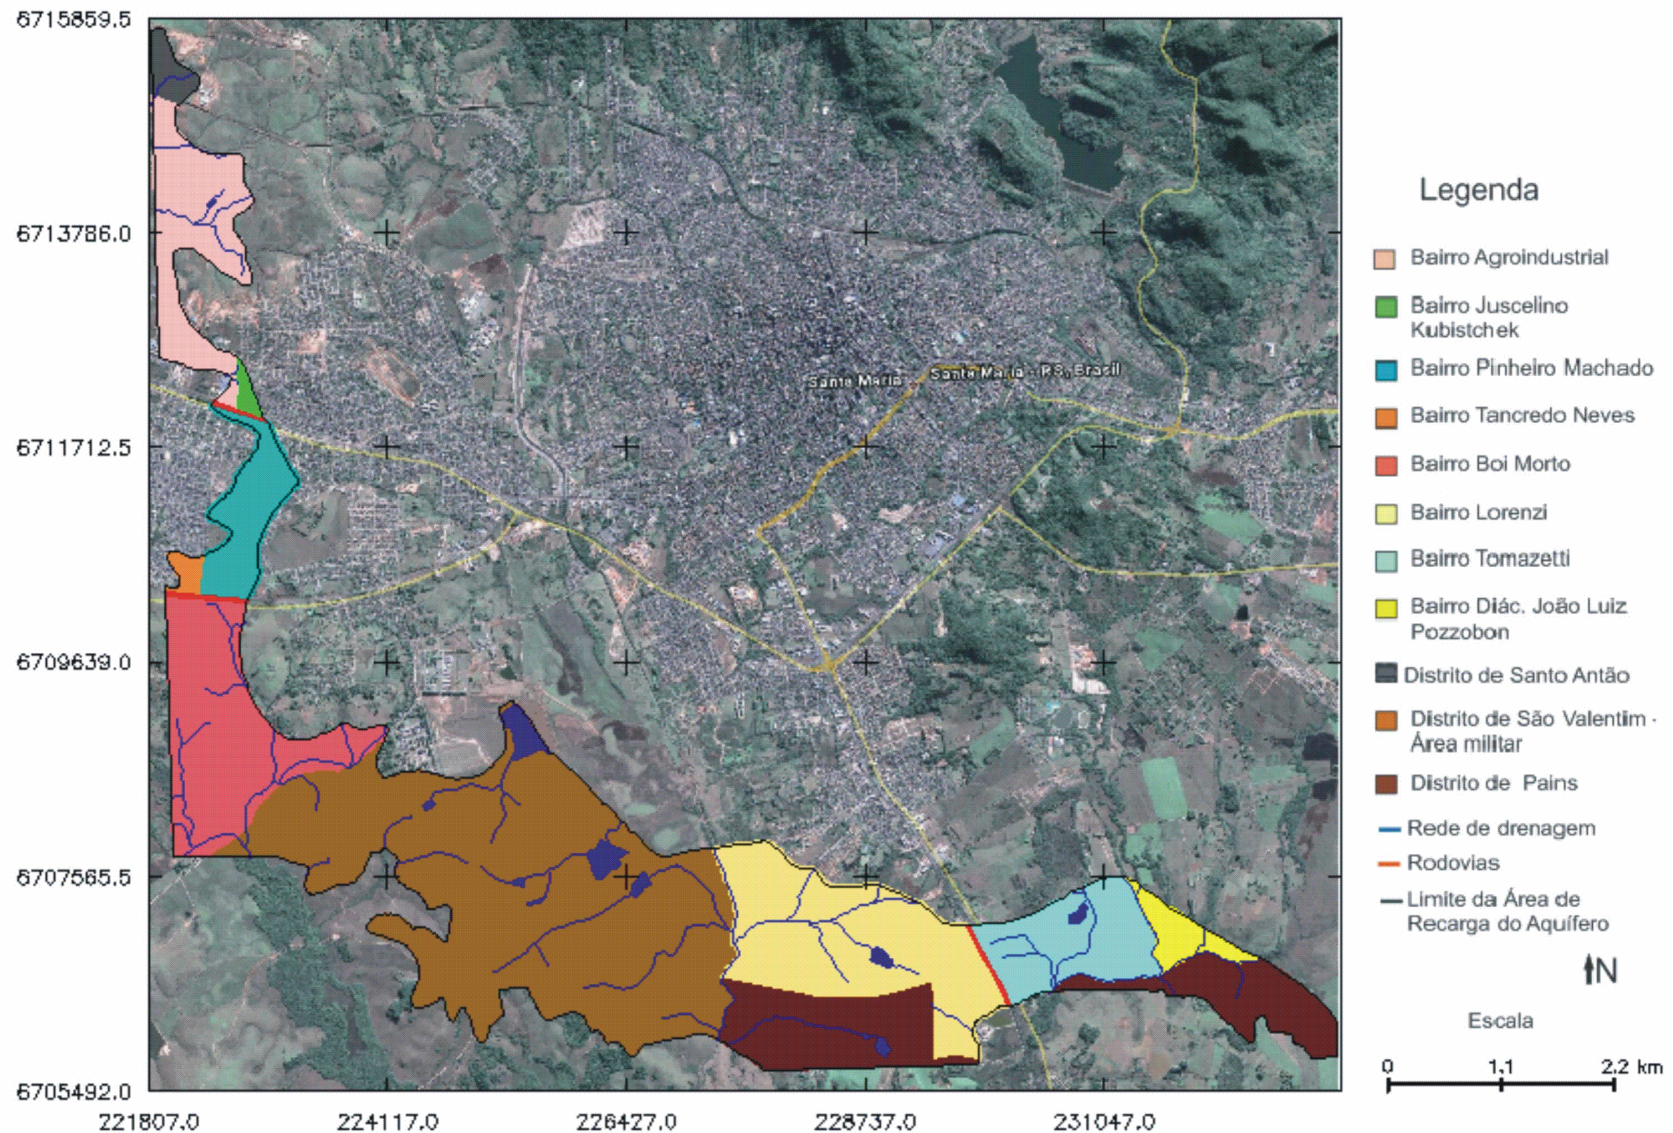 6715859.5
6713786.0
6711712.5
6709639.0
6707565.5
6705492.0
221807.0
224117.0
226427.0
228737.0
231047.0
Santa Maria
Santa Maria - RS, Brasil
Legenda
Bairro Agroindustrial
Bairro Juscelino
Kubistchek
Bairro Pinheiro Machado
Bairro Tancredo Neves
Bairro Boi Morto
Bairro Lorenzi
Bairro Tomazetti
Bairro Diác. João Luiz
Pozzobon
Distrito de Santo Antão
Distrito de São Valentim -
Área militar
Distrito de Pains
Rede de drenagem
Rodovias
Limite da Área de
Recarga do Aquífero
N
Escala
0 1,1 2,2 km